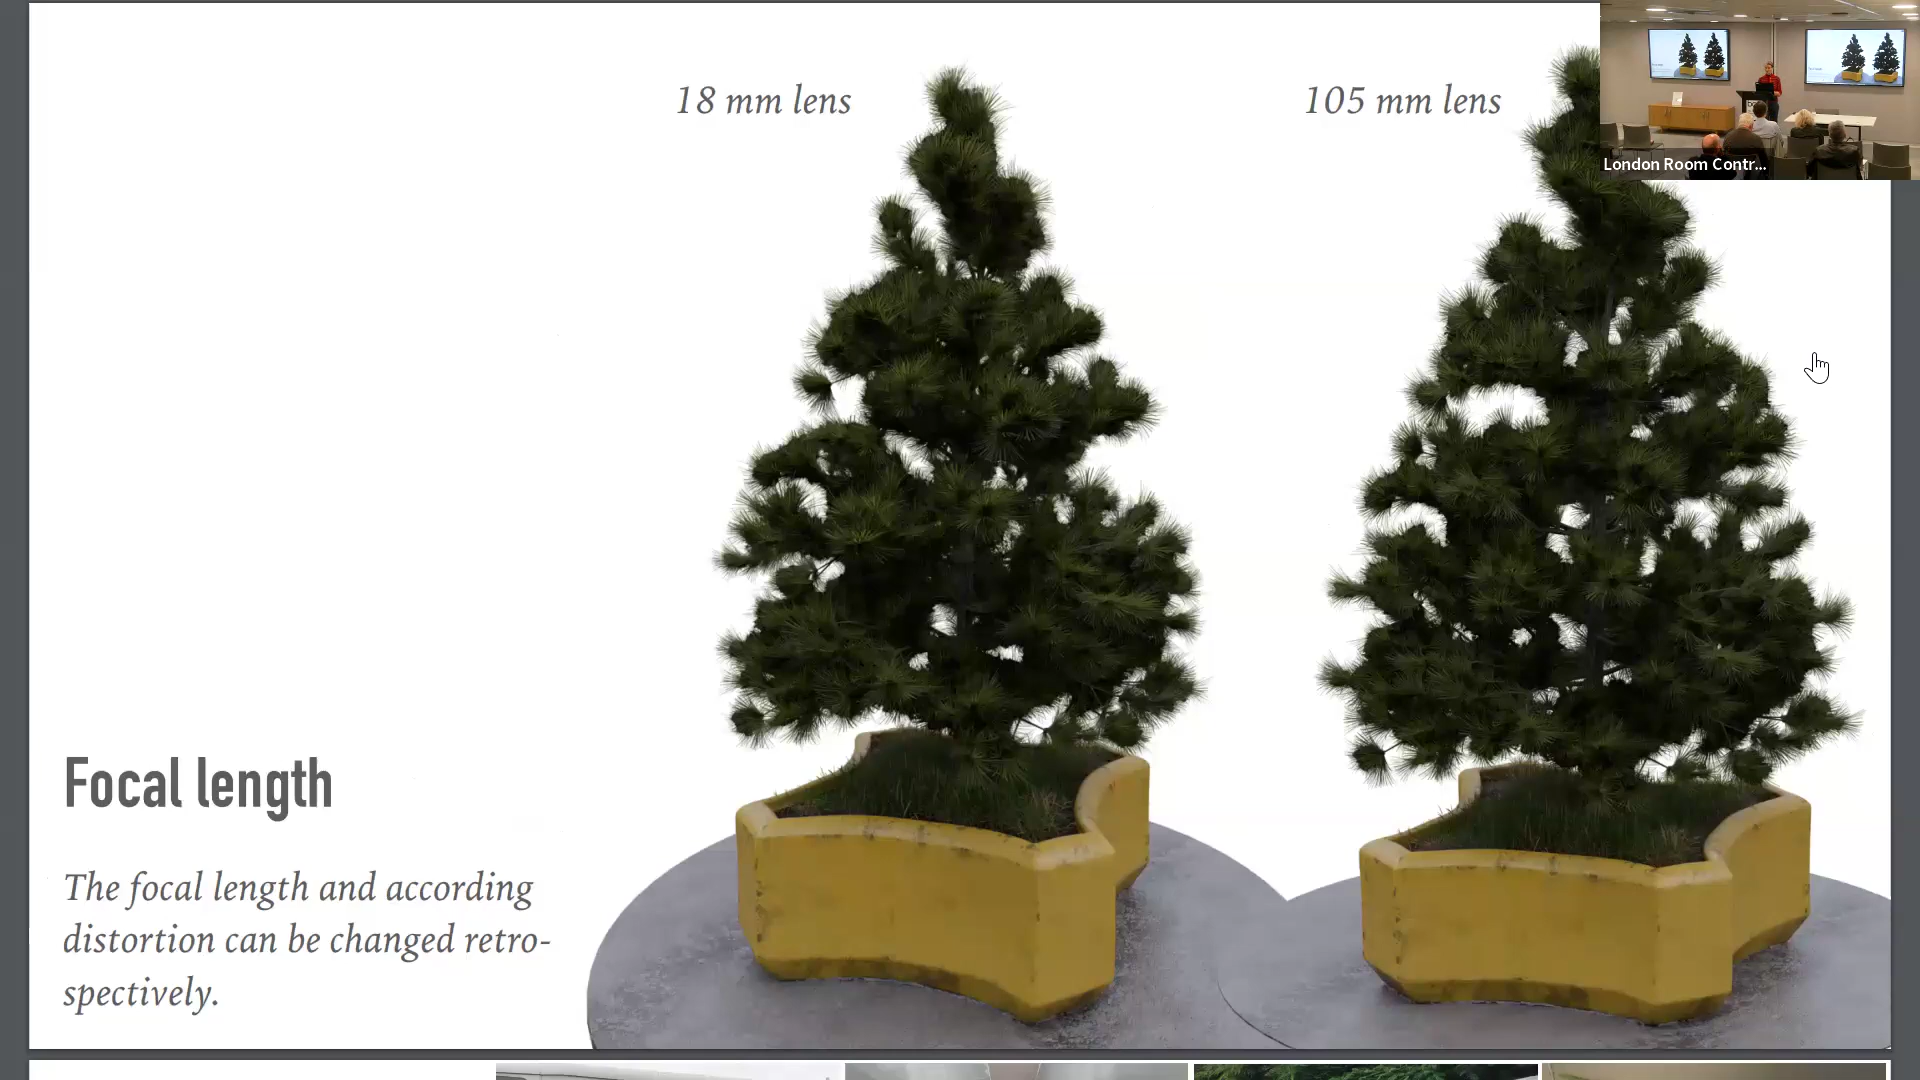 18 mm lens
105 mm lens
London Room Contr...
Focal length
The focal length and according
distortion can be changed retro-
spectively.